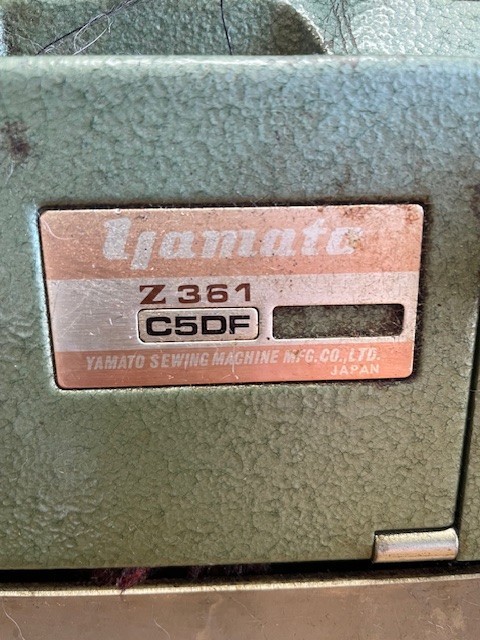 Yamato
Z 361
C5DF
YAMATO SEWING MACHINE MFG. CO., LTD.
JAPAN